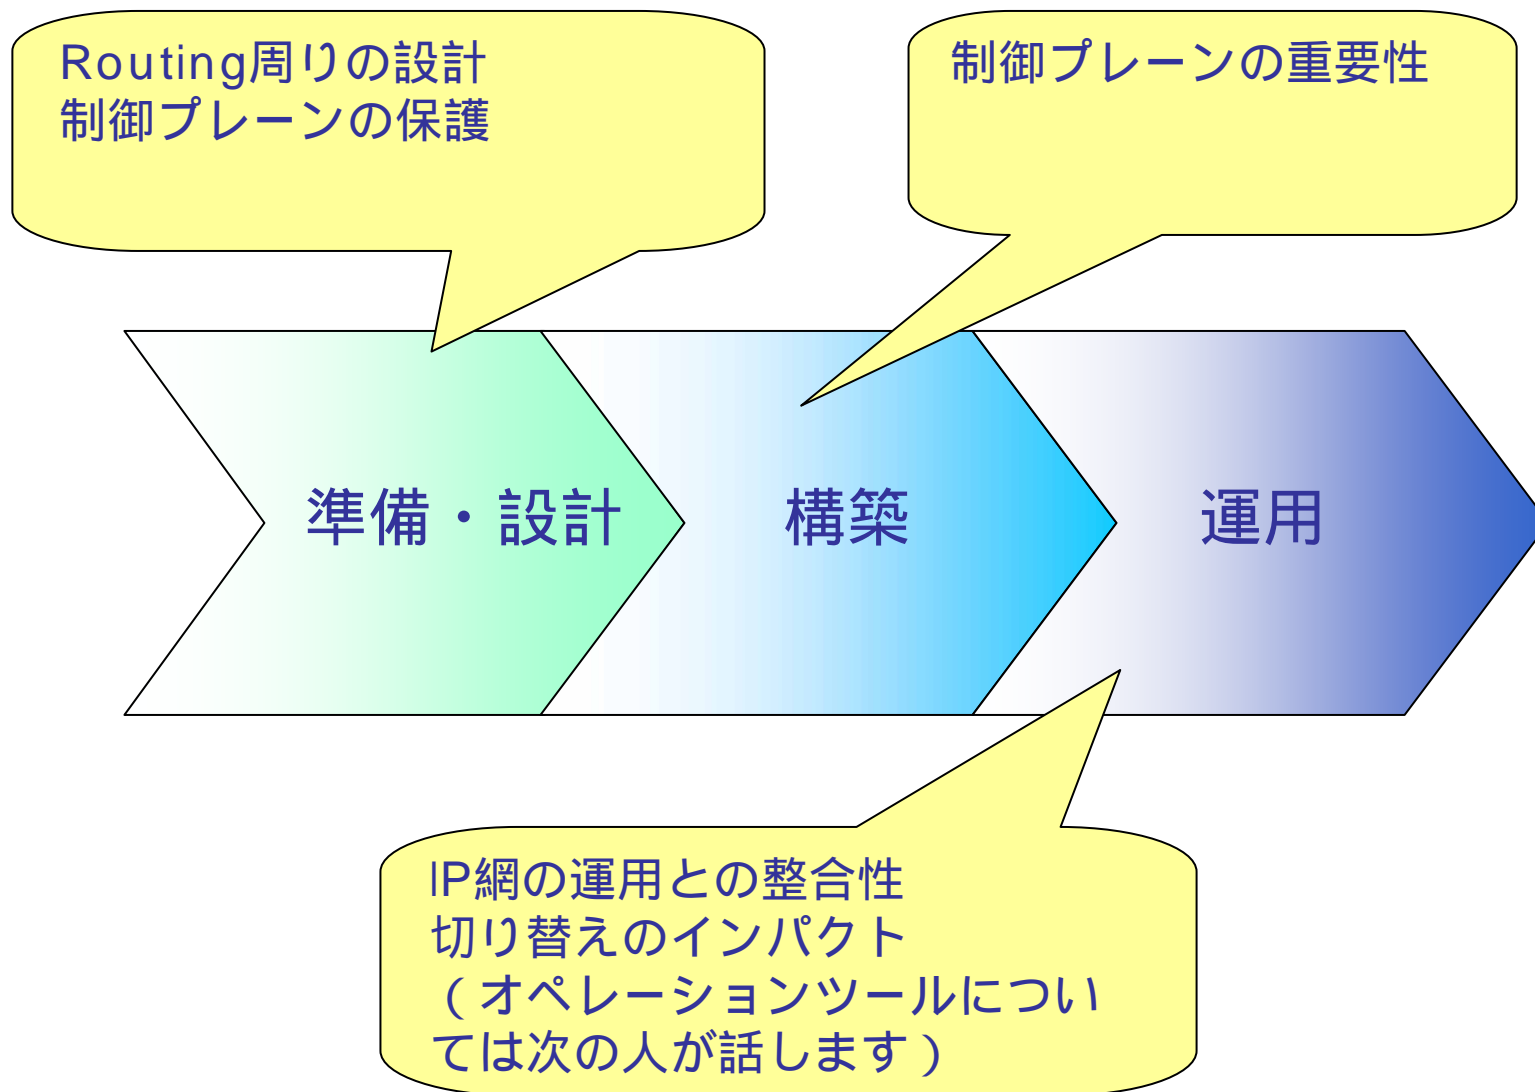 Routing周りの設計
制御プレーンの保護
制御プレーンの重要性
準備・設計
構築
運用
IP網の運用との整合性
切り替えのインパクト
（オペレーションツールについ
ては次の人が話します）